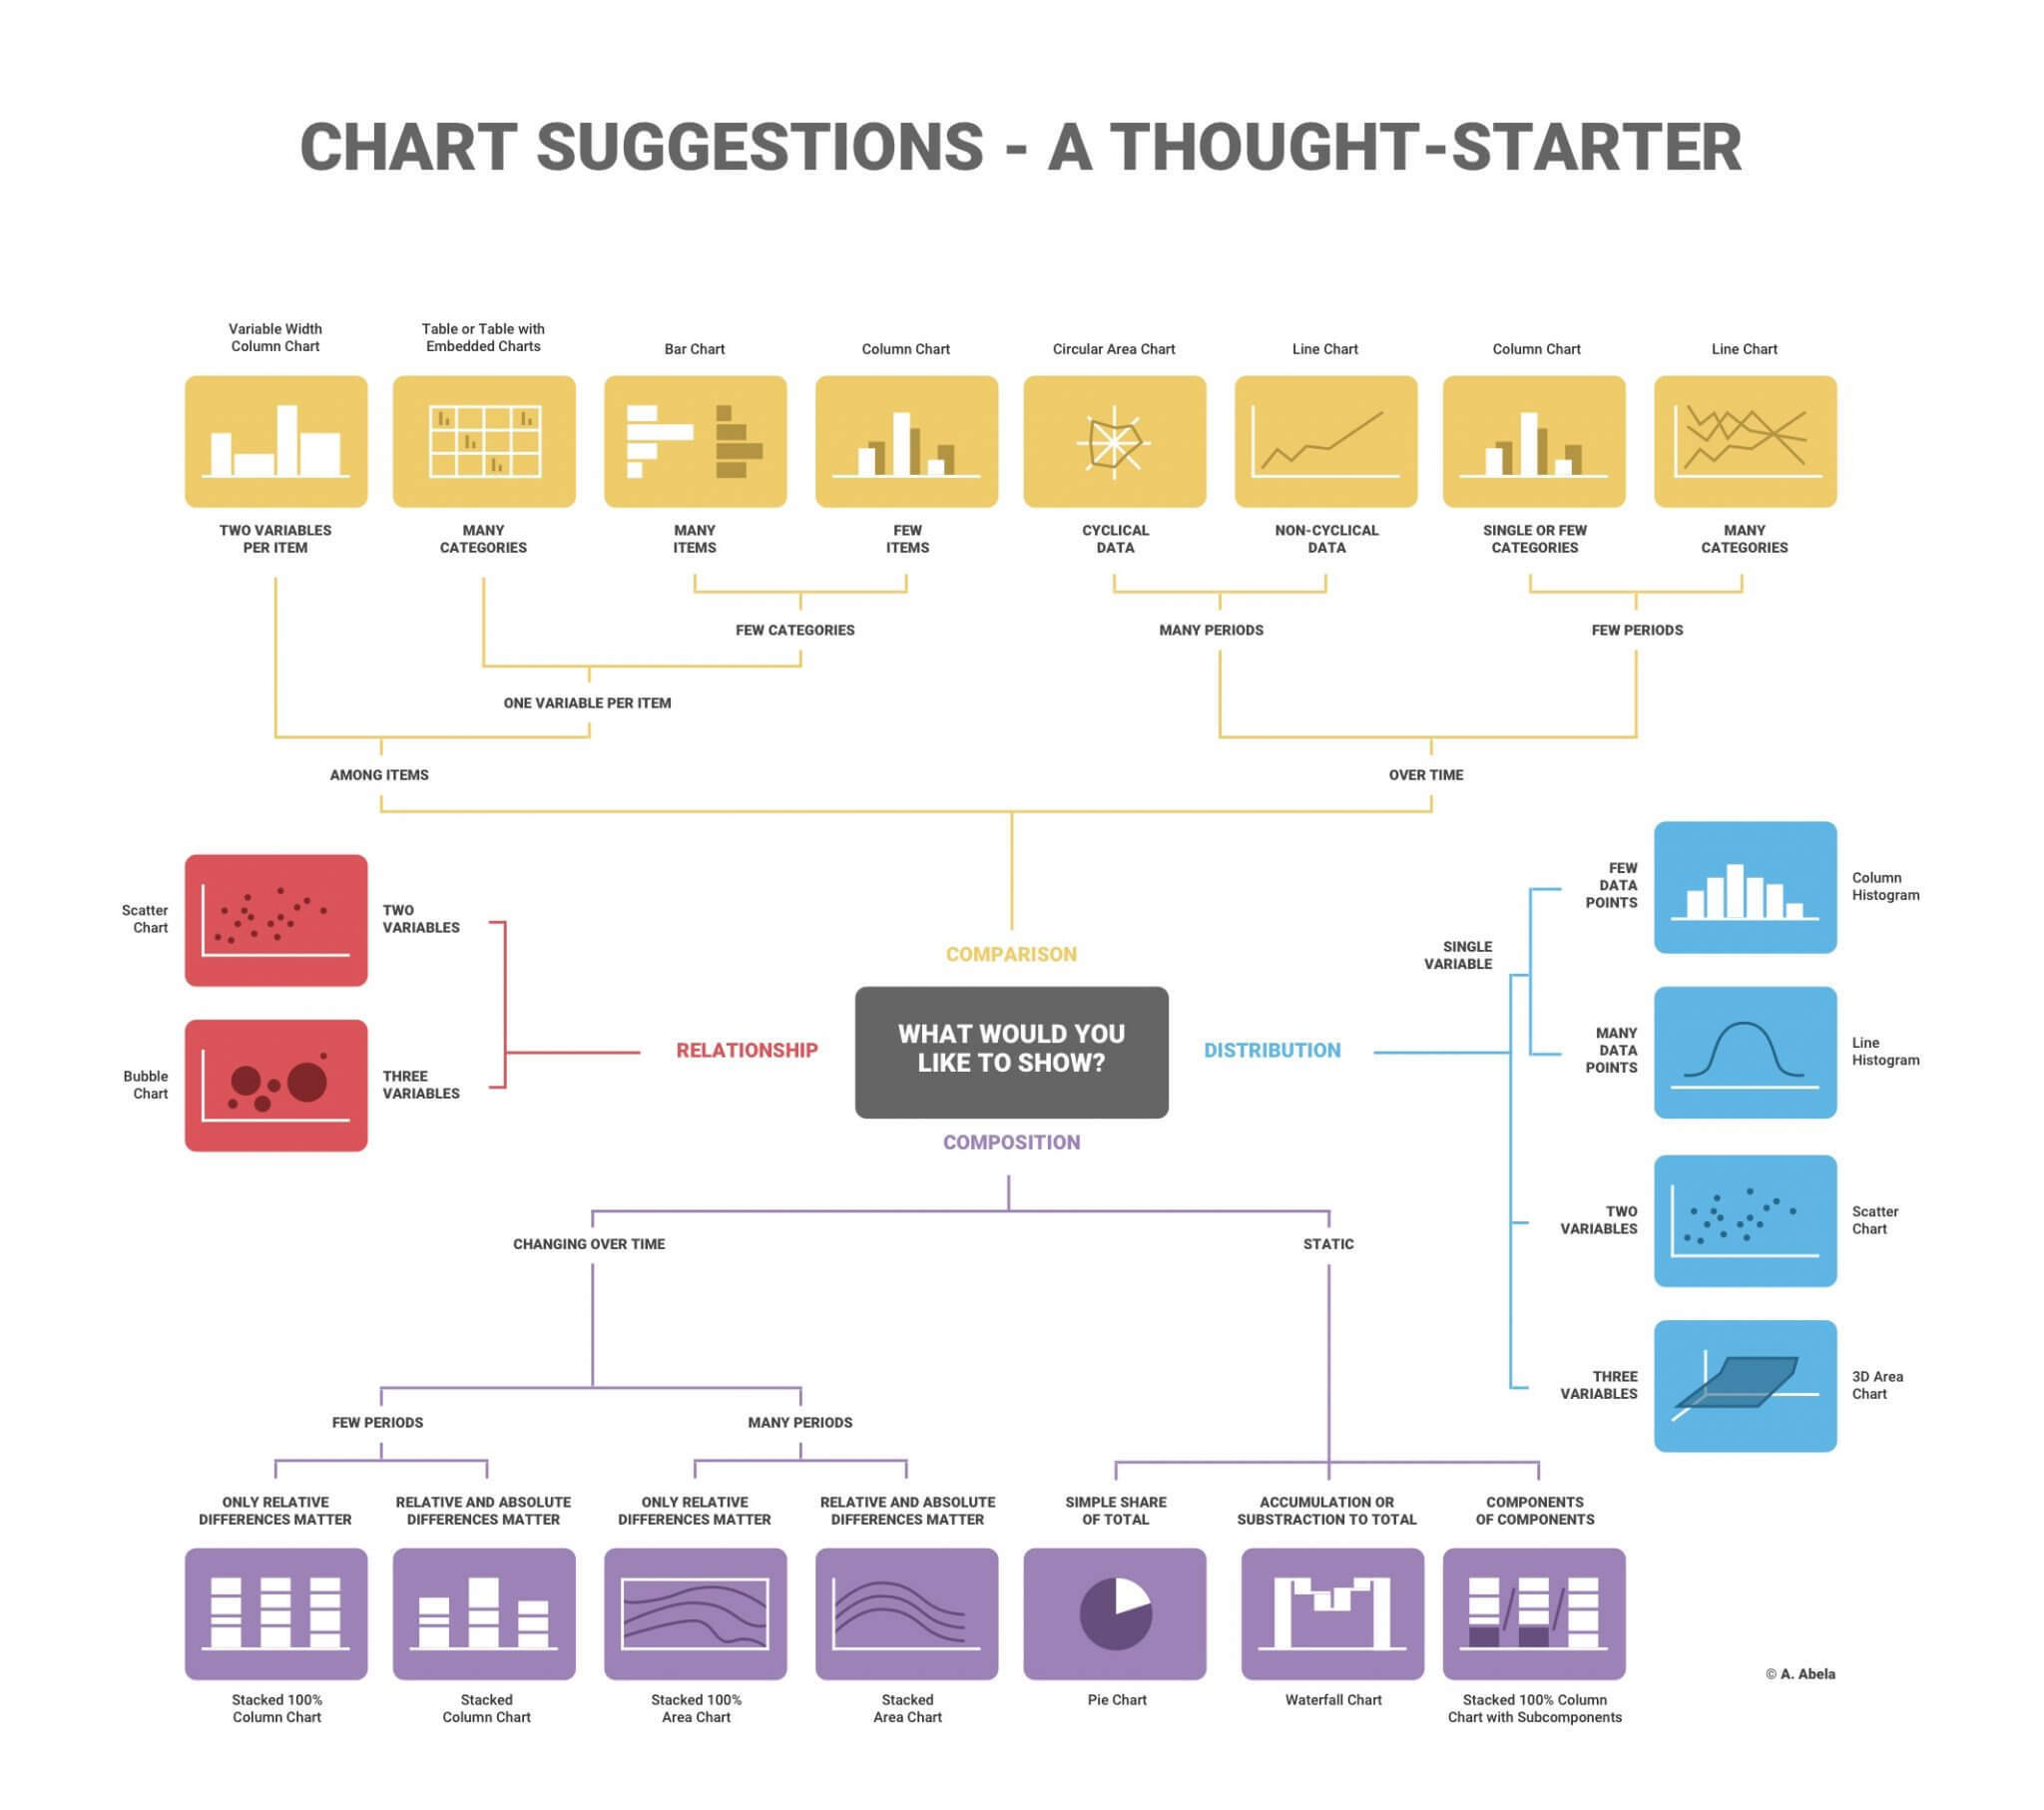 CHART SUGGESTIONS - A THOUGHT-STARTER
Variable Width
Column Chart
Table or Table with
Embedded Charts
Bar Chart
Column Chart
Circular Area Chart
Line Chart
Column Chart
Line Chart
TWO VARIABLES
PER ITEM
MANY
CATEGORIES
MANY
ITEMS
FEW
ITEMS
CYCLICAL
DATA
NON-CYCLICAL
DATA
SINGLE OR FEW
CATEGORIES
MANY
CATEGORIES
FEW CATEGORIES
MANY PERIODS
FEW PERIODS
ONE VARIABLE PER ITEM
AMONG ITEMS
OVER TIME
Scatter
Chart
TWO
VARIABLES
Bubble
Chart
THREE
VARIABLES
RELATIONSHIP
COMPARISON
WHAT WOULD YOU
LIKE TO SHOW?
COMPOSITION
DISTRIBUTION
SINGLE
VARIABLE
FEW
DATA
POINTS
Column
Histogram
MANY
DATA
POINTS
Line
Histogram
TWO
VARIABLES
Scatter
Chart
THREE
VARIABLES
3D Area
Chart
CHANGING OVER TIME
STATIC
FEW PERIODS
MANY PERIODS
ONLY RELATIVE
DIFFERENCES MATTER
RELATIVE AND ABSOLUTE
DIFFERENCES MATTER
ONLY RELATIVE
DIFFERENCES MATTER
RELATIVE AND ABSOLUTE
DIFFERENCES MATTER
SIMPLE SHARE
OF TOTAL
ACCUMULATION OR
SUBSTRACTION TO TOTAL
COMPONENTS
OF COMPONENTS
Stacked 100%
Column Chart
Stacked
Column Chart
Stacked 100%
Area Chart
Stacked
Area Chart
Pie Chart
Waterfall Chart
Stacked 100% Column
Chart with Subcomponents
© A. Abela